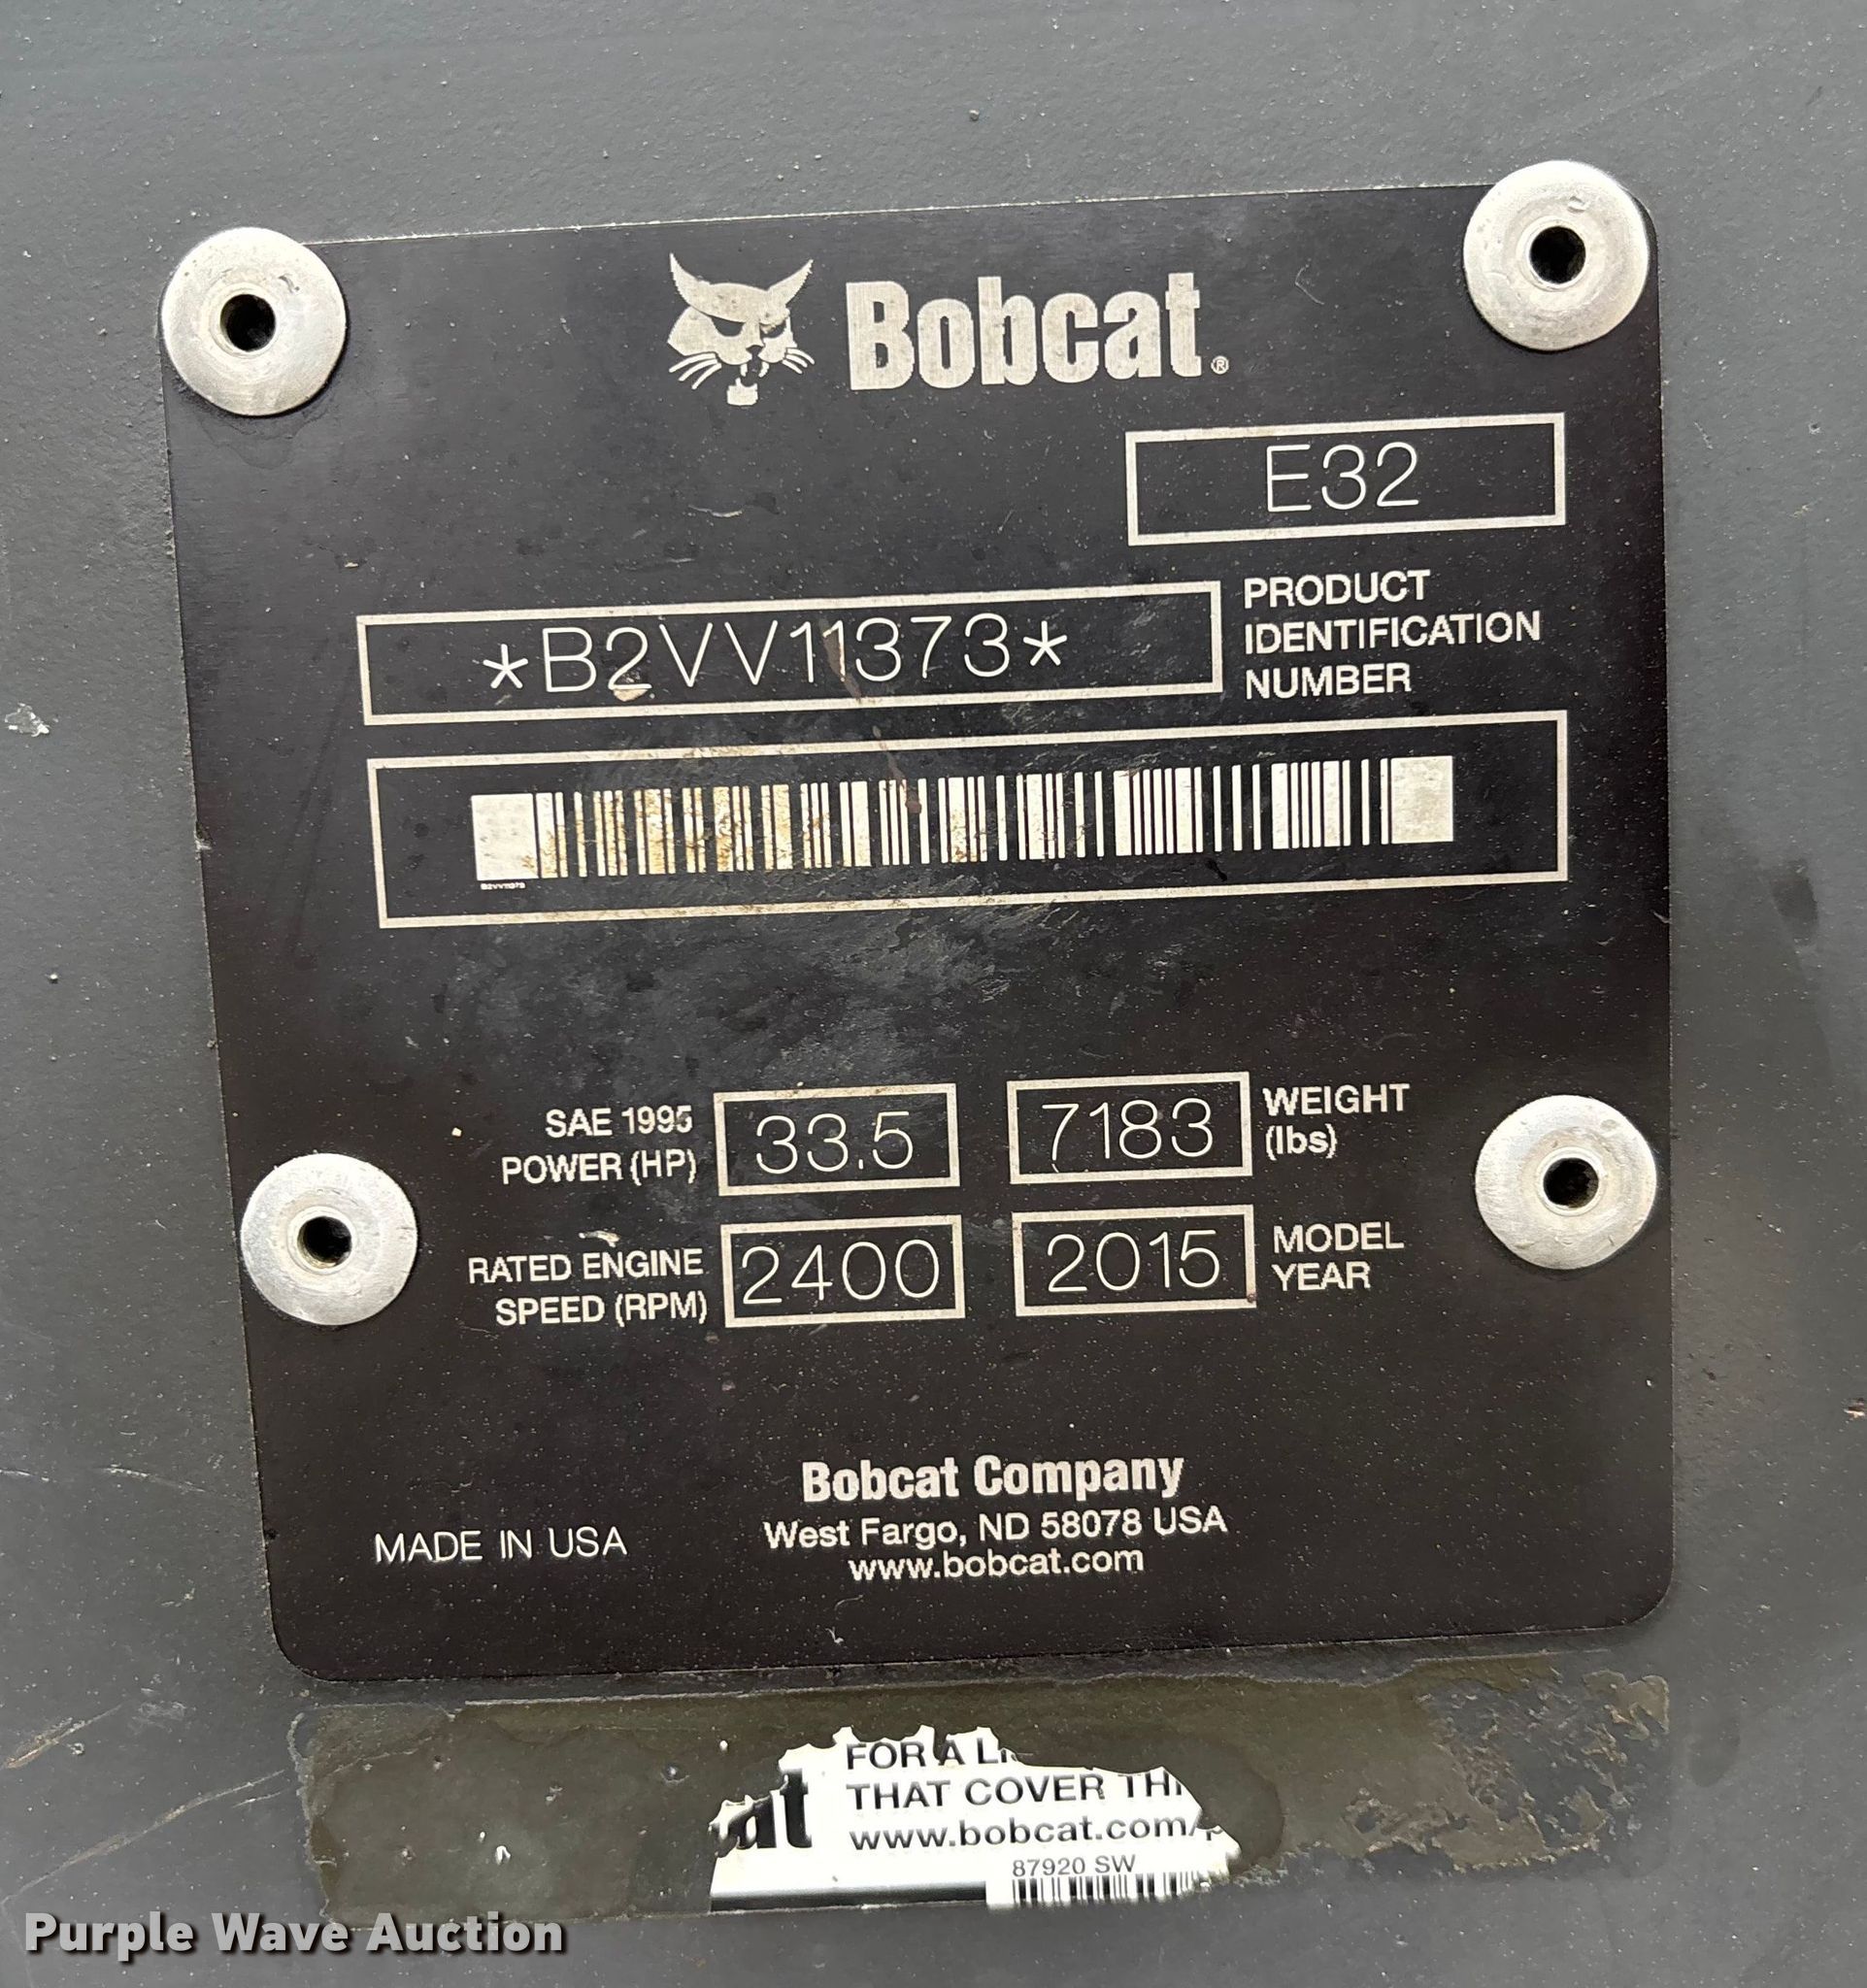 Bobcat®
E32
*B2VV11373*
PRODUCT
IDENTIFICATION
NUMBER
B2VV11373
SAE 1995
POWER (HP)
33.5
7183
WEIGHT
(lbs)
RATED ENGINE
SPEED (RPM)
2400
2015
MODEL
YEAR
MADE IN USA
Bobcat Company
West Fargo, ND 58078 USA
www.bobcat.com
FOR A
THAT COVER
www.bobcat.com/
87920 SW
Purple Wave Auction